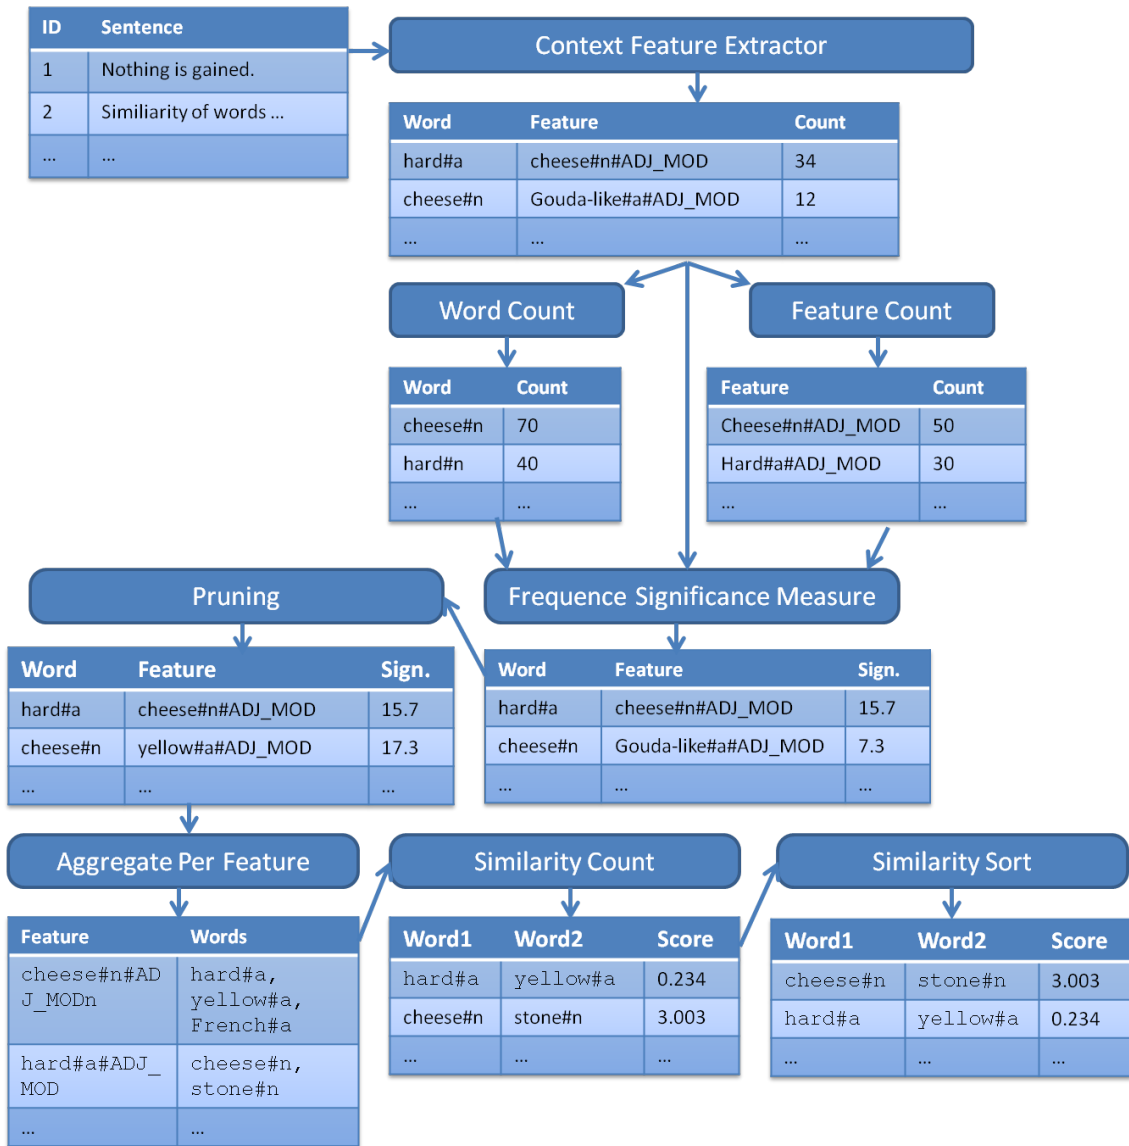 ID Sentence
1 Nothing is gained.
2 Similiarity of words ...
... ...
Context Feature Extractor
Word Feature Count
hard#a cheese#n#ADJ_MOD 34
cheese#n Gouda-like#a#ADJ_MOD 12
... ... ...
Word Count
Feature Count
Word Count
cheese#n 70
hard#n 40
... ...
Feature Count
Cheese#n#ADJ_MOD 50
Hard#a#ADJ_MOD 30
... ...
Pruning
Frequence Significance Measure
Word Feature Sign.
hard#a cheese#n#ADJ_MOD 15.7
cheese#n yellow#a#ADJ_MOD 17.3
... ... ...
Word Feature Sign.
hard#a cheese#n#ADJ_MOD 15.7
cheese#n Gouda-like#a#ADJ_MOD 7.3
... ... ...
Aggregate Per Feature
Similarity Count
Similarity Sort
Feature Words
cheese#n#AD hard#a,
J_MODn yellow#a,
French#a
hard#a#ADJ_ cheese#n,
MOD stone#n
... ...
Word1 Word2 Score
hard#a yellow#a 0.234
cheese#n stone#n 3.003
... ... ...
Word1 Word2 Score
cheese#n stone#n 3.003
hard#a yellow#a 0.234
... ... ...